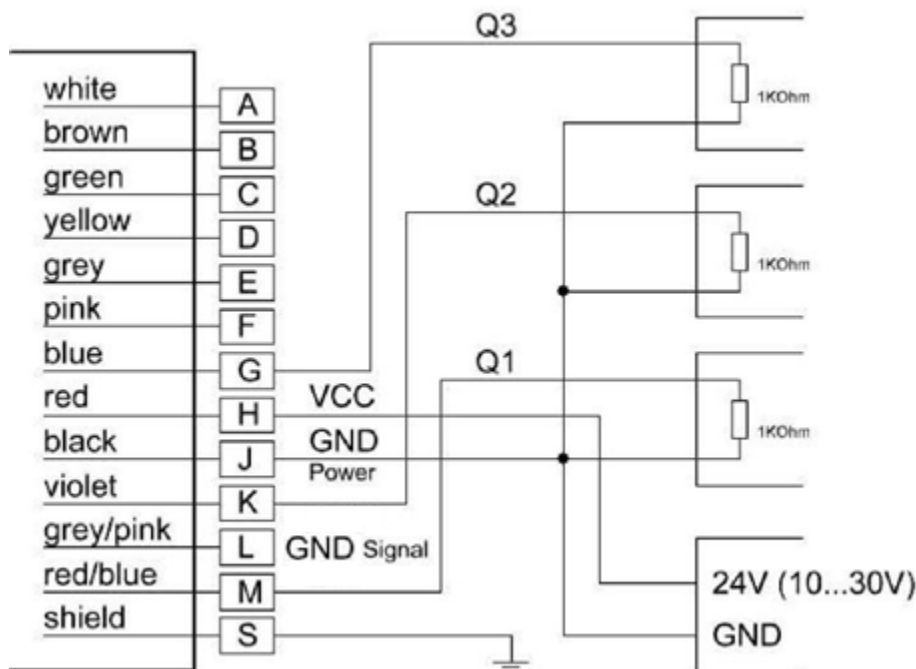 Q3
1KOhm
white
A
brown
B
green
C
yellow
D
Q2
1KOhm
grey
E
pink
F
blue
G
Q1
red
H
VCC
1KOhm
black
J
GND
Power
violet
K
grey/pink
L
GND Signal
red/blue
M
24V (10...30V)
shield
S
GND